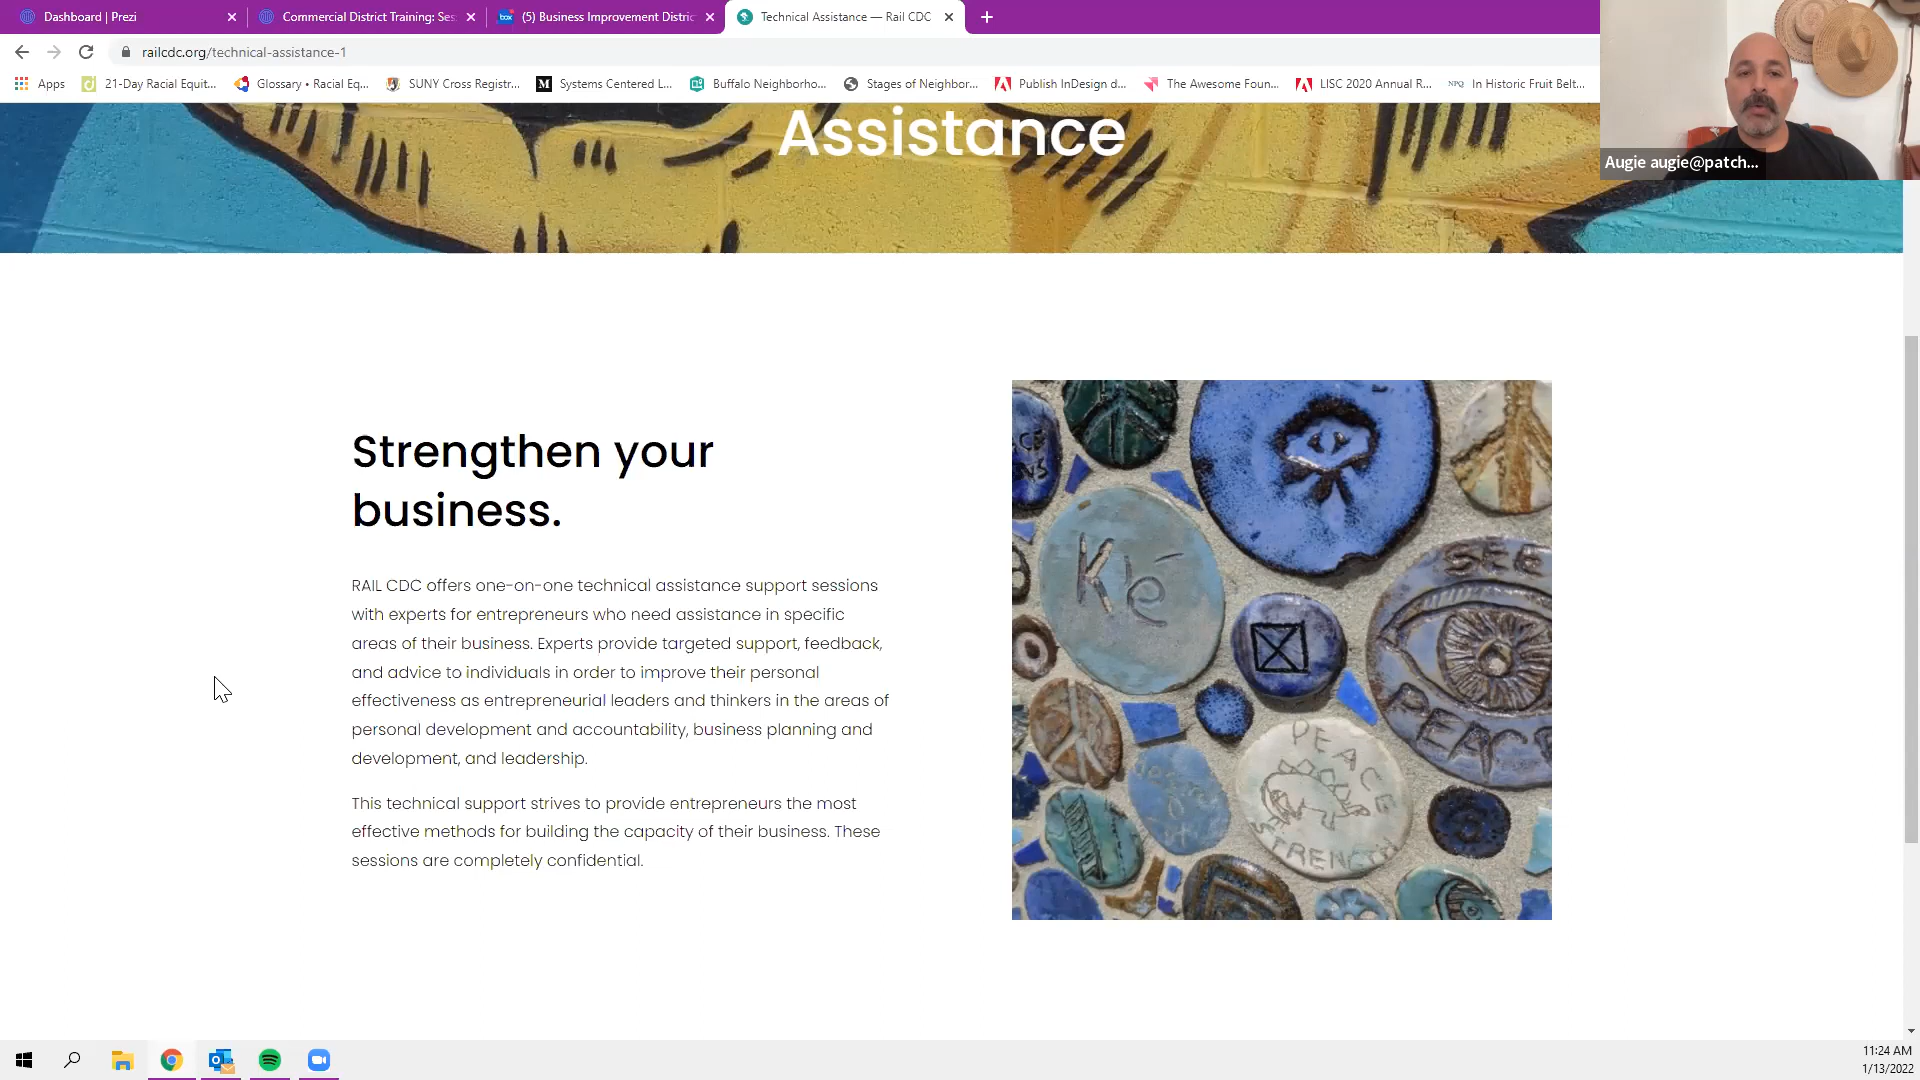 Dashboard | Prezi
Commercial District Training: Ses
(5) Business Improvement Distric
Technical Assistance — Rail CDC
railcdc.org/technical-assistance-1
Apps
21-Day Racial Equit...
Glossary • Racial Eq...
SUNY Cross Registr...
Systems Centered L...
Buffalo Neighborho...
Stages of Neighbor...
Publish InDesign d...
The Awesome Foun...
LISC 2020 Annual R...
NPQ In Historic Fruit Belt...
Augie augie@patch...
Assistance
Strengthen your
business.
RAIL CDC offers one-on-one technical assistance support sessions
with experts for entrepreneurs who need assistance in specific
areas of their business. Experts provide targeted support, feedback,
and advice to individuals in order to improve their personal
effectiveness as entrepreneurial leaders and thinkers in the areas of
personal development and accountability, business planning and
development, and leadership.
This technical support strives to provide entrepreneurs the most
effective methods for building the capacity of their business. These
sessions are completely confidential.
Ké
SEE
PEACE
PEACE
STRENGTH
11:24 AM
1/13/2022